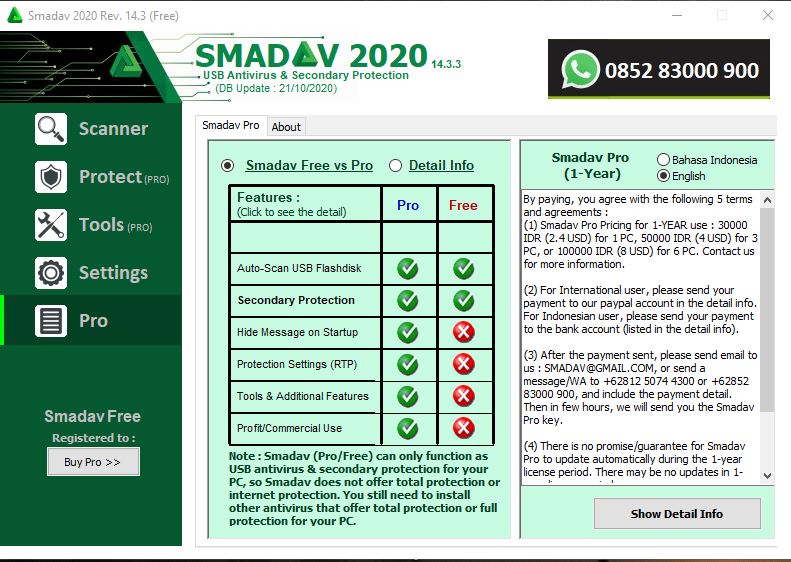 Smadav 2020 Rev. 14.3 (Free)
SMADAV 2020 14.3.3
USB Antivirus & Secondary Protection
(DB Update : 21/10/2020)
0852 83000 900
Scanner
Protect (PRO)
Tools (PRO)
Settings
Pro
Smadav Free
Registered to :
Buy Pro >>
Smadav Pro
About
Smadav Free vs Pro
Detail Info
Features :
(Click to see the detail)
Pro
Free
Auto-Scan USB Flashdisk
Secondary Protection
Hide Message on Startup
Protection Settings (RTP)
Tools & Additional Features
Profit/Commercial Use
Note : Smadav (Pro/Free) can only function as
USB antivirus & secondary protection for your
PC, so Smadav does not offer total protection or
internet protection. You still need to install
other antivirus that offer total protection or full
protection for your PC.
Smadav Pro
(1-Year)
Bahasa Indonesia
English
By paying, you agree with the following 5 terms
and agreements :
(1) Smadav Pro Pricing for 1-YEAR use : 30000
IDR (2.4 USD) for 1 PC, 50000 IDR (4 USD) for 3
PC, or 100000 IDR (8 USD) for 6 PC. Contact us
for more information.
(2) For International user, please send your
payment to our paypal account in the detail info.
For Indonesian user, please send your payment
to the bank account (listed in the detail info).
(3) After the payment sent, please send email to
us : SMADAV@GMAIL.COM, or send a
message/WA to +62812 5074 4300 or +62852
83000 900, and include the payment detail.
Then in few hours, we will send you the Smadav
Pro key.
(4) There is no promise/guarantee for Smadav
Pro to update automatically during the 1-year
license period. There may be no updates in 1-
Show Detail Info